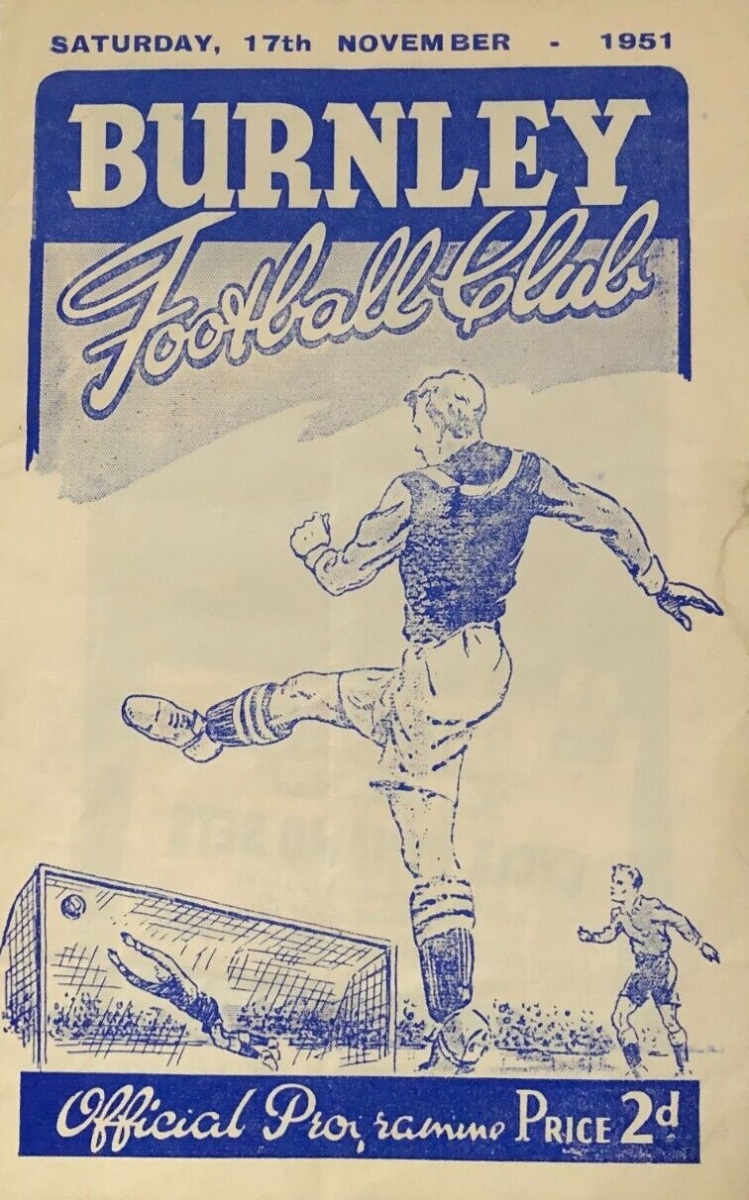 SATURDAY, 17th NOVEMBER - 1951
BURNLEY
Football Club
Official Programme PRICE 2d